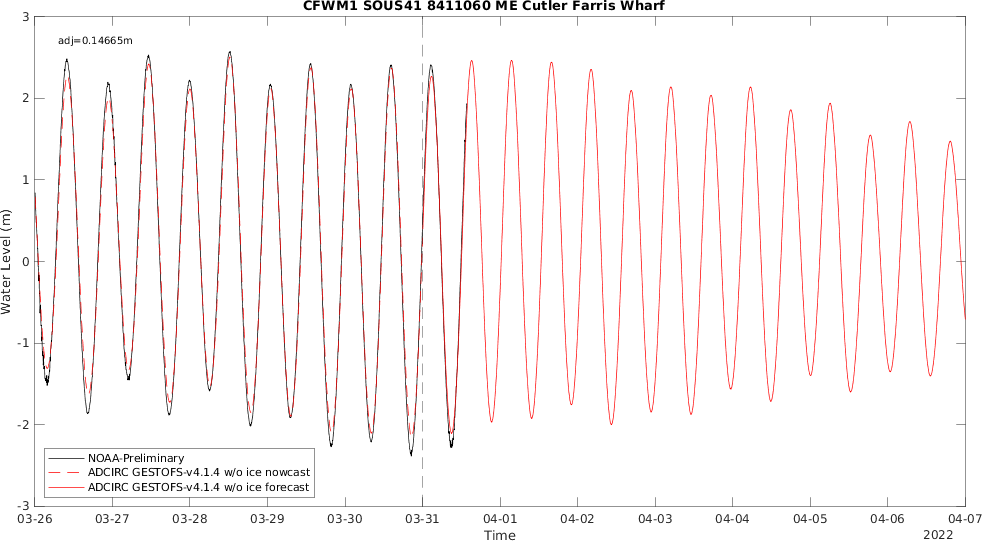 CFWM1 SOUS41 8411060 ME Cutler Farris Wharf
adj=0.14665m
3
2
1
0
-1
-2
-3
Water Level (m)
NOAA-Preliminary
ADCIRC GESTOFS-v4.1.4 w/o ice nowcast
ADCIRC GESTOFS-v4.1.4 w/o ice forecast
03-26 03-27 03-28 03-29 03-30 03-31 04-01 04-02 04-03 04-04 04-05 04-06 04-07
Time
2022